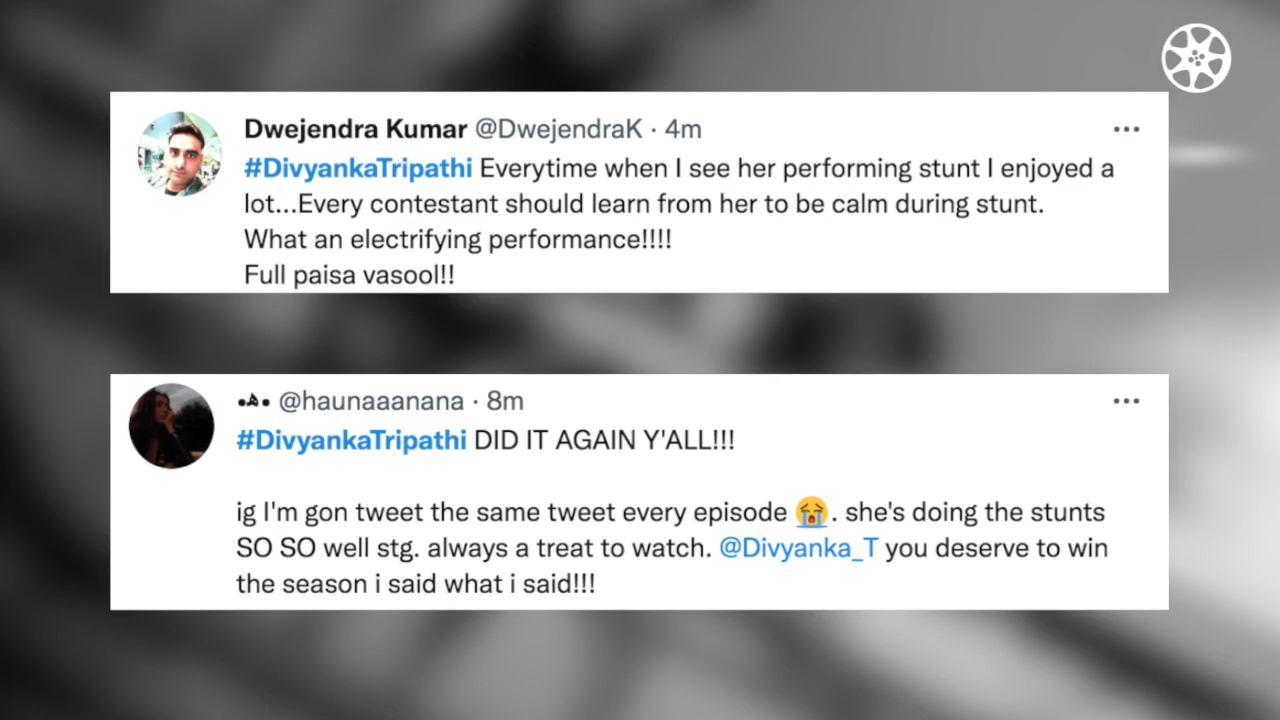 Dwejendra Kumar @DwejendraK · 4m
#DivyankaTripathi Everytime when I see her performing stunt I enjoyed a
lot...Every contestant should learn from her to be calm during stunt.
What an electrifying performance!!!!
Full paisa vasool!!
@haunaaanana · 8m
#DivyankaTripathi DID IT AGAIN Y'ALL!!!
ig I'm gon tweet the same tweet every episode 😭. she's doing the stunts
SO SO well stg. always a treat to watch. @Divyanka_T you deserve to win
the season i said what i said!!!